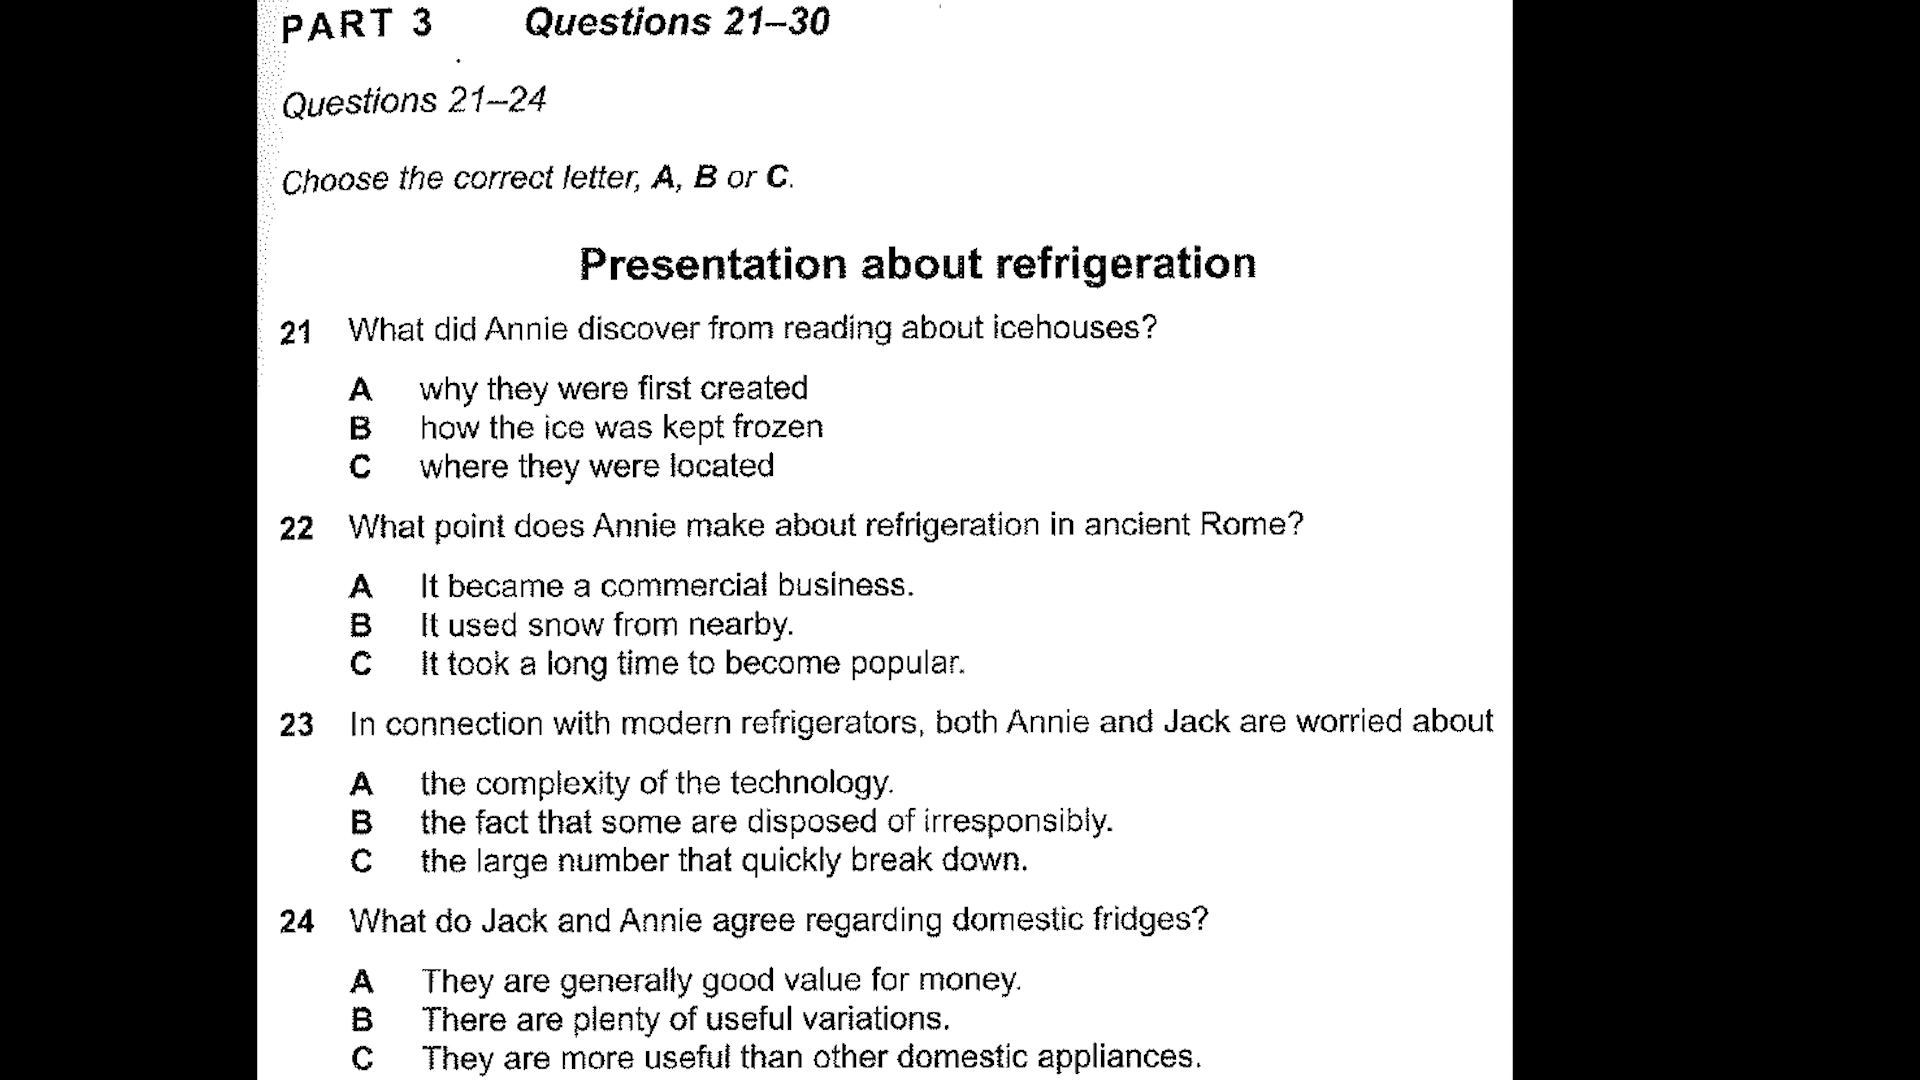 PART 3 Questions 21–30
Questions 21–24
Choose the correct letter, A, B or C.
Presentation about refrigeration
21 What did Annie discover from reading about icehouses?
A why they were first created
B how the ice was kept frozen
C where they were located
22 What point does Annie make about refrigeration in ancient Rome?
A It became a commercial business.
B It used snow from nearby.
C It took a long time to become popular.
23 In connection with modern refrigerators, both Annie and Jack are worried about
A the complexity of the technology.
B the fact that some are disposed of irresponsibly.
C the large number that quickly break down.
24 What do Jack and Annie agree regarding domestic fridges?
A They are generally good value for money.
B There are plenty of useful variations.
C They are more useful than other domestic appliances.